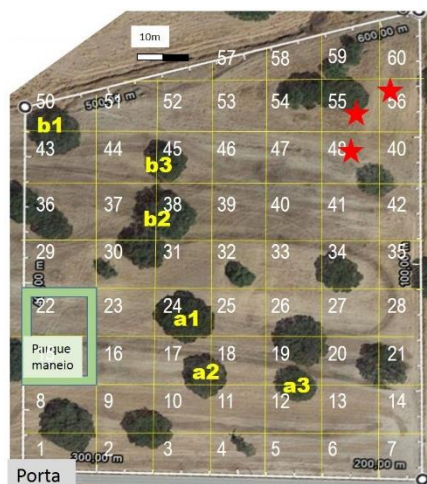 10m
57 58 59 60
600,00 m
50 51 52 53 54 55 56
500,0 m
b1
43 44 45 46 47 48 40
b3
36 37 38 39 40 41 42
b2
29 30 31 32 33 34 35
100,00 m
22 23 24 25 26 27 28
a1
Parque
maneio
16 17 18 19 20 21
a2 a3
8 9 10 11 12 13 14
1 2 3 4 5 6 7
300,00 m
200,00 m
Porta